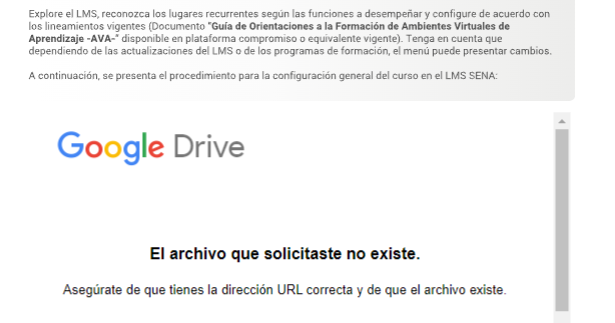 Explore el LMS, reconozca los lugares recurrentes según las funciones a desempeñar y configure de acuerdo con
los lineamientos vigentes (Documento "Guía de Orientaciones a la Formación de Ambientes Virtuales de
Aprendizaje -AVA-" disponible en plataforma compromiso o equivalente vigente). Tenga en cuenta que
dependiendo de las actualizaciones del LMS o de los programas de formación, el menú puede presentar cambios.
A continuación, se presenta el procedimiento para la configuración general del curso en el LMS SENA:
Google Drive
El archivo que solicitaste no existe.
Asegúrate de que tienes la dirección URL correcta y de que el archivo existe.